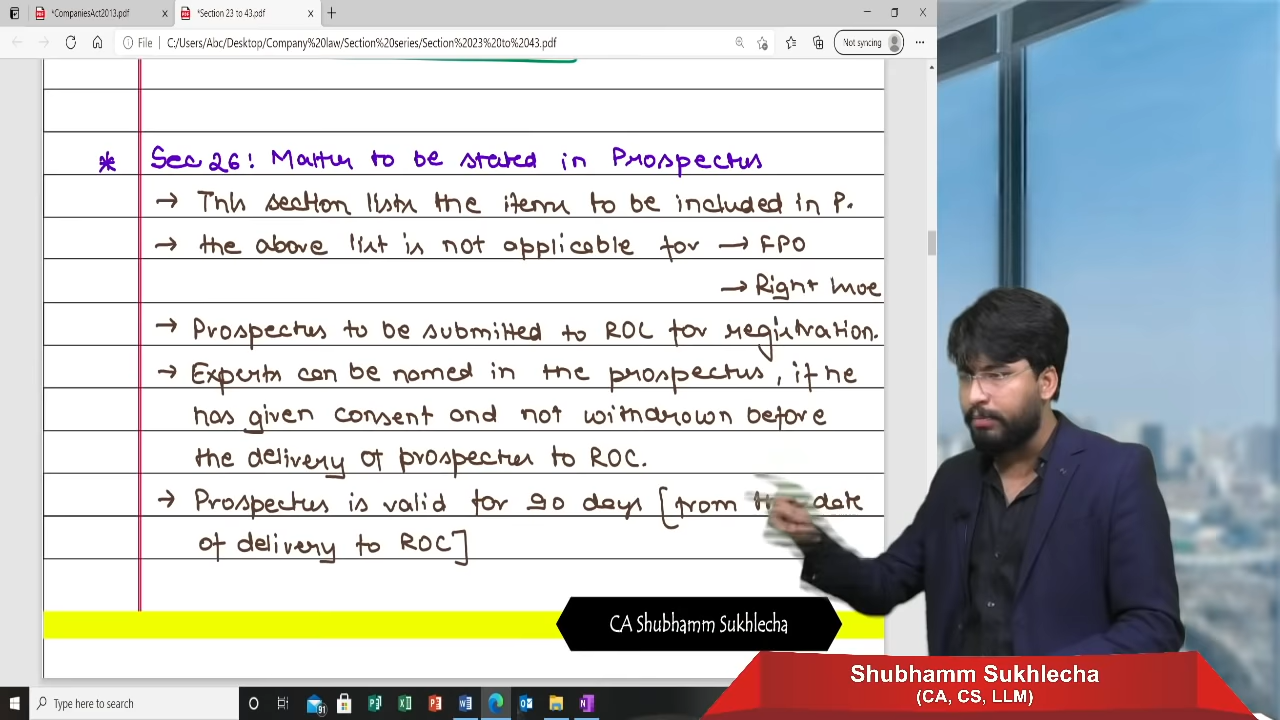 *CompaniesAct2013.pdf
*Section 23 to 43.pdf
File C:/Users/Abc/Desktop/Company%20law/Section%20series/Section%2023%20to%2043.pdf
Not syncing
* Sec 26: Matter to be stated in Prospectus
→ This section lists the items to be included in P.
→ the above list is not applicable for → FPO
→ Right Issue
→ Prospectus to be submitted to ROC for registration.
→ Experts can be named in the prospectus, if he
has given consent and not withdrawn before
the delivery of prospectus to ROC.
→ Prospectus is valid for 90 days [from the date
of delivery to ROC]
CA Shubhamm Sukhlecha
Shubhamm Sukhlecha
(CA, CS, LLM)
Type here to search
91